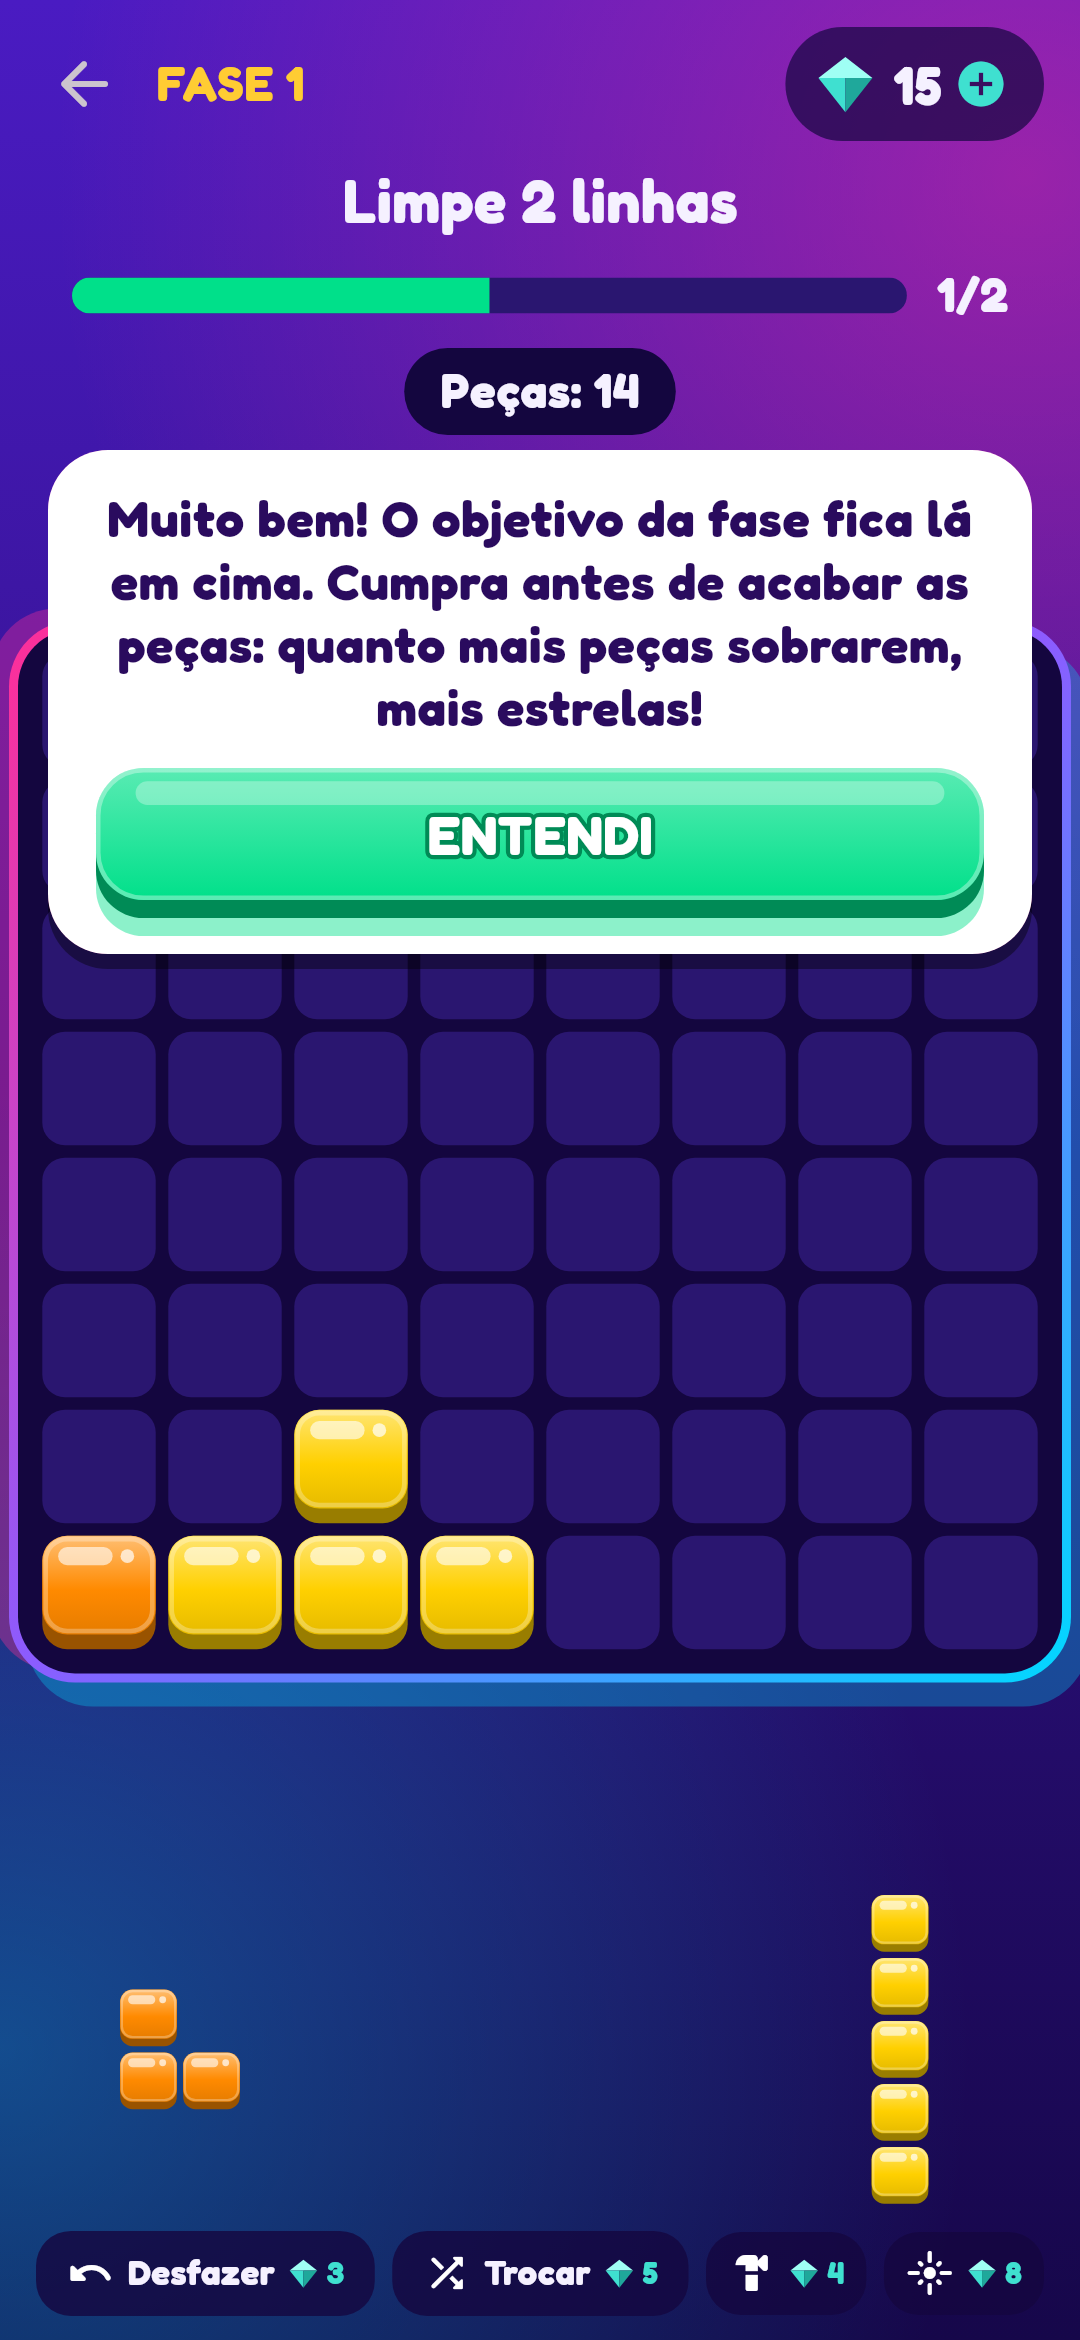 FASE 1
15
Limpe 2 linhas
1/2
Peças: 14
Muito bem! O objetivo da fase fica lá
em cima. Cumpra antes de acabar as
peças: quanto mais peças sobrarem,
mais estrelas!
ENTENDI
Desfazer 3 Trocar 5 4 8